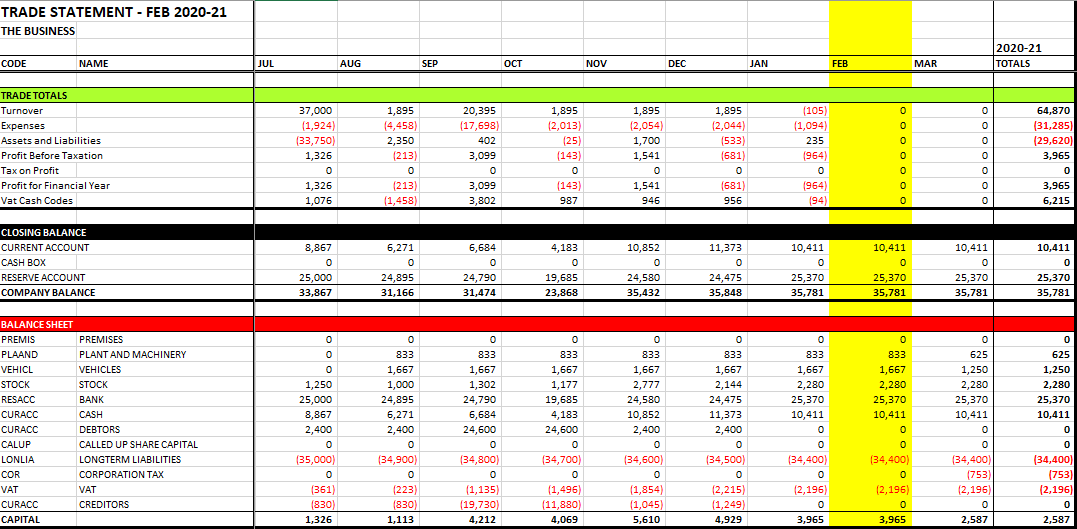 TRADE STATEMENT - FEB 2020-21
THE BUSINESS
2020-21
CODE NAME JUL AUG SEP OCT NOV DEC JAN FEB MAR TOTALS
TRADE TOTALS
Turnover 37,000 1,895 20,395 1,895 1,895 1,895 (105) 0 0 64,870
Expenses (1,924) (4,458) (17,698) (2,013) (2,054) (2,044) (1,094) 0 0 (31,285)
Assets and Liabilities (33,750) 2,350 402 (25) 1,700 (533) 235 0 0 (29,620)
Profit Before Taxation 1,326 (213) 3,099 (143) 1,541 (681) (964) 0 0 3,965
Tax on Profit 0 0 0 0 0 0 0 0 0 0
Profit for Financial Year 1,326 (213) 3,099 (143) 1,541 (681) (964) 0 0 3,965
Vat Cash Codes 1,076 (1,458) 3,802 987 946 956 (94) 0 0 6,215
CLOSING BALANCE
CURRENT ACCOUNT 8,867 6,271 6,684 4,183 10,852 11,373 10,411 10,411 10,411 10,411
CASH BOX 0 0 0 0 0 0 0 0 0 0
RESERVE ACCOUNT 25,000 24,895 24,790 19,685 24,580 24,475 25,370 25,370 25,370 25,370
COMPANY BALANCE 33,867 31,166 31,474 23,868 35,432 35,848 35,781 35,781 35,781 35,781
BALANCE SHEET
PREMIS PREMISES 0 0 0 0 0 0 0 0 0 0
PLAAND PLANT AND MACHINERY 0 833 833 833 833 833 833 833 625 625
VEHICL VEHICLES 0 1,667 1,667 1,667 1,667 1,667 1,667 1,667 1,250 1,250
STOCK STOCK 1,250 1,000 1,302 1,177 2,777 2,144 2,280 2,280 2,280 2,280
RESACC BANK 25,000 24,895 24,790 19,685 24,580 24,475 25,370 25,370 25,370 25,370
CURACC CASH 8,867 6,271 6,684 4,183 10,852 11,373 10,411 10,411 10,411 10,411
CURACC DEBTORS 2,400 2,400 24,600 24,600 2,400 2,400 0 0 0 0
CALUP CALLED UP SHARE CAPITAL 0 0 0 0 0 0 0 0 0 0
LONLIA LONGTERM LIABILITIES (35,000) (34,900) (34,800) (34,700) (34,600) (34,500) (34,400) (34,400) (34,400) (34,400)
COR CORPORATION TAX 0 0 0 0 0 0 0 0 (753) (753)
VAT VAT (361) (223) (1,135) (1,496) (1,854) (2,215) (2,196) (2,196) (2,196) (2,196)
CURACC CREDITORS (830) (830) (19,730) (11,880) (1,045) (1,249) 0 0 0 0
CAPITAL 1,326 1,113 4,212 4,069 5,610 4,929 3,965 3,965 2,587 2,587